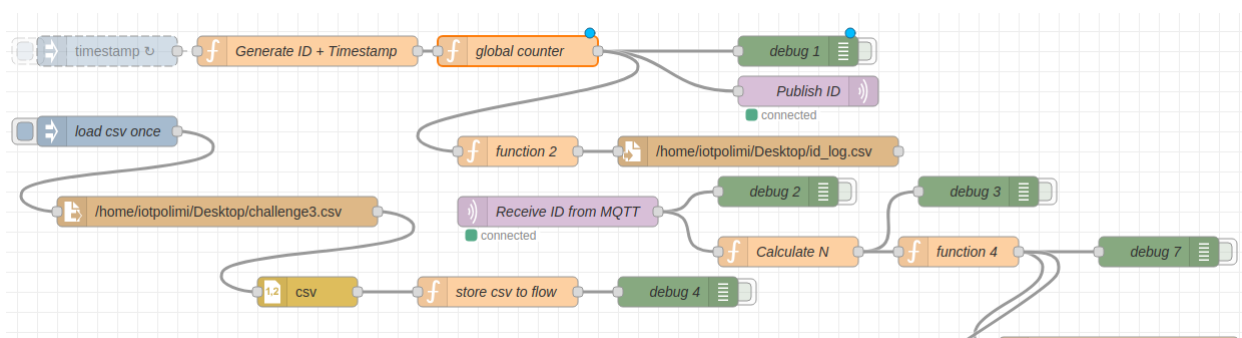 timestamp ↻
Generate ID + Timestamp
global counter
debug 1
Publish ID
connected
load csv once
function 2
/home/iotpolimi/Desktop/id_log.csv
debug 2
debug 3
/home/iotpolimi/Desktop/challenge3.csv
Receive ID from MQTT
connected
Calculate N
function 4
debug 7
1,2
csv
store csv to flow
debug 4